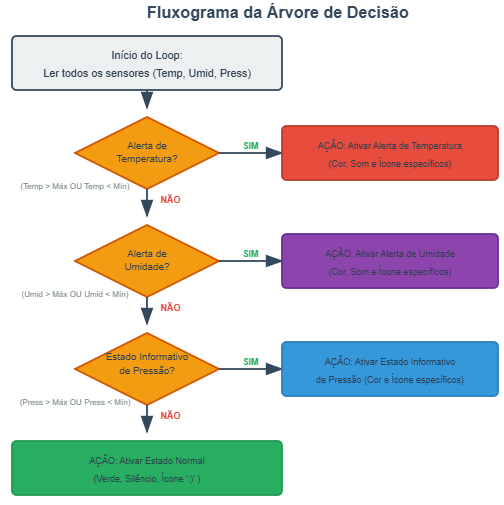 Fluxograma da Árvore de Decisão
Início do Loop:
Ler todos os sensores (Temp, Umid, Press)
Alerta de
Temperatura?
SIM
AÇÃO: Ativar Alerta de Temperatura
(Cor, Som e Ícone específicos)
(Temp > Máx OU Temp < Mín)
NÃO
Alerta de
Umidade?
SIM
AÇÃO: Ativar Alerta de Umidade
(Cor, Som e Ícone específicos)
(Umid > Máx OU Umid < Mín)
NÃO
Estado Informativo
de Pressão?
SIM
AÇÃO: Ativar Estado Informativo
de Pressão (Cor e Ícone específicos)
(Press > Máx OU Press < Mín)
NÃO
AÇÃO: Ativar Estado Normal
(Verde, Silêncio, Ícone ':)' )